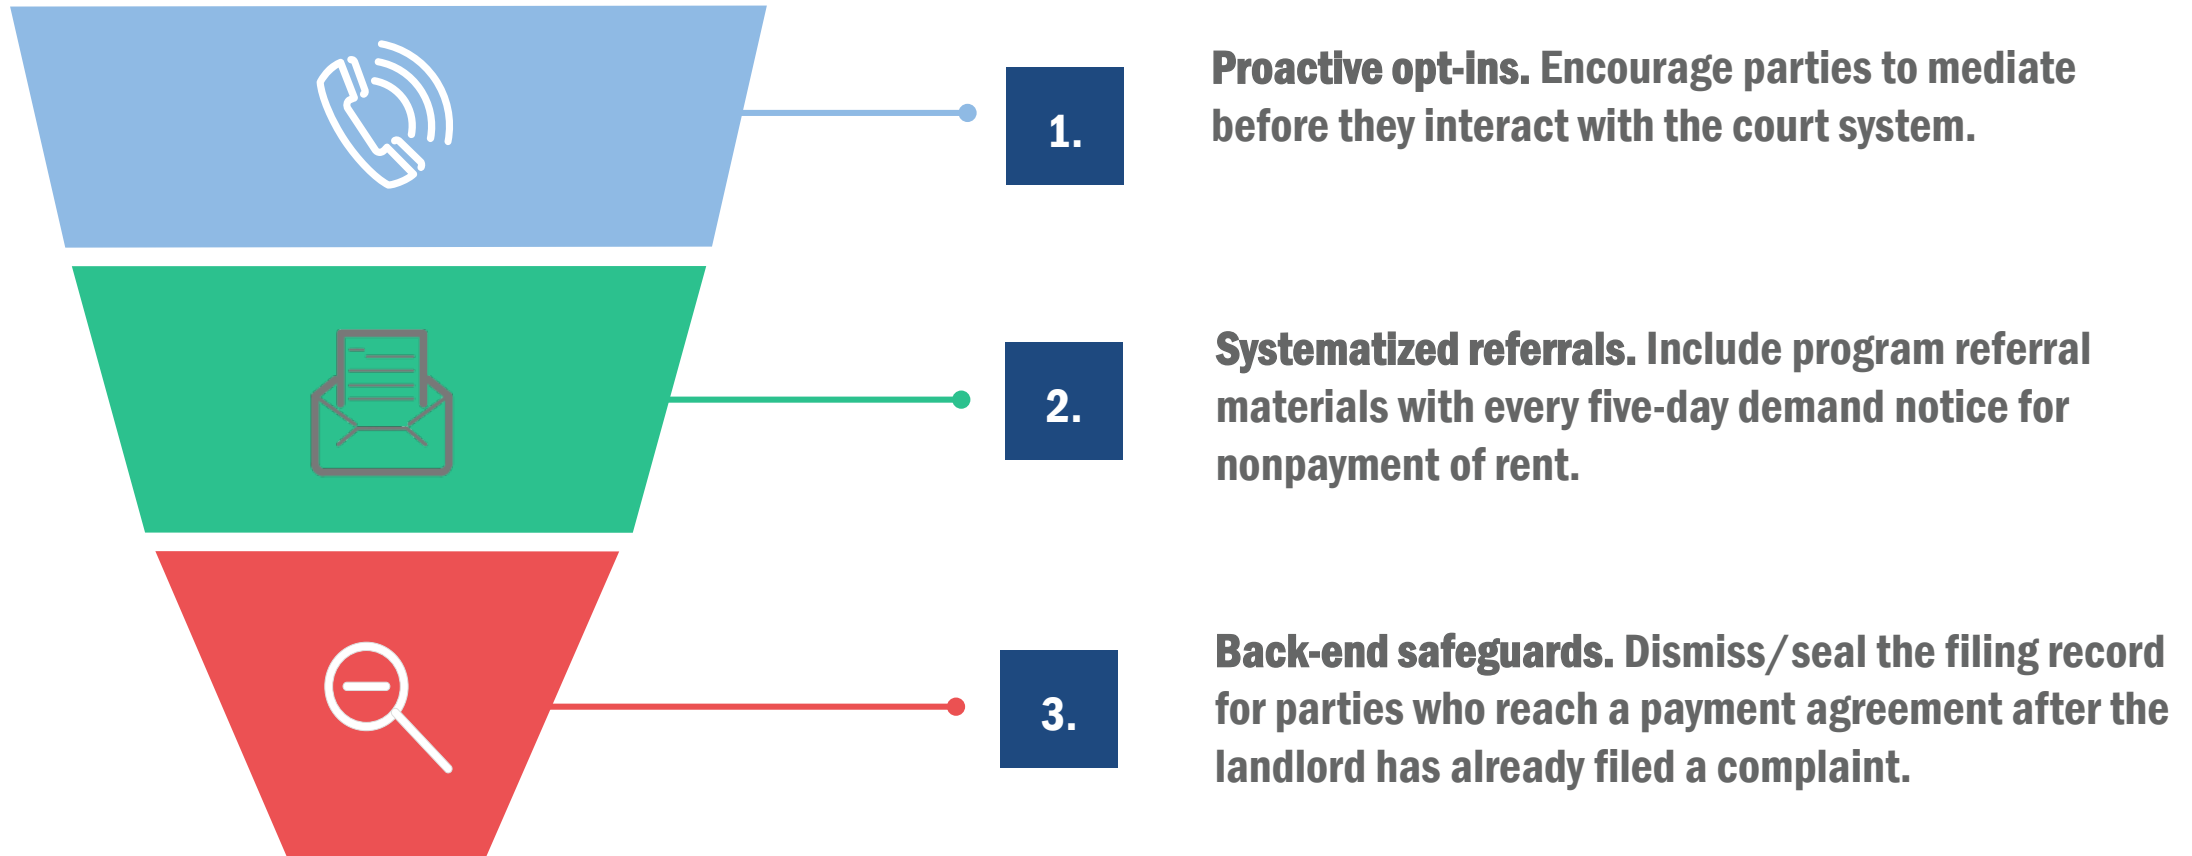 1.
Proactive opt-ins. Encourage parties to mediate
before they interact with the court system.
2.
Systematized referrals. Include program referral
materials with every five-day demand notice for
nonpayment of rent.
3.
Back-end safeguards. Dismiss/seal the filing record
for parties who reach a payment agreement after the
landlord has already filed a complaint.